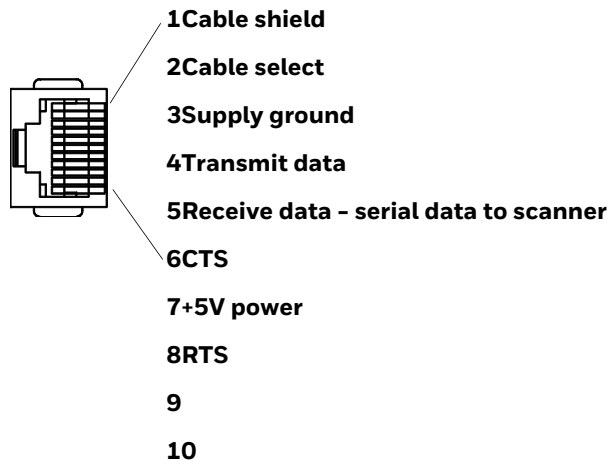 1Cable shield
2Cable select
3Supply ground
4Transmit data
5Receive data – serial data to scanner
6CTS
7+5V power
8RTS
9
10